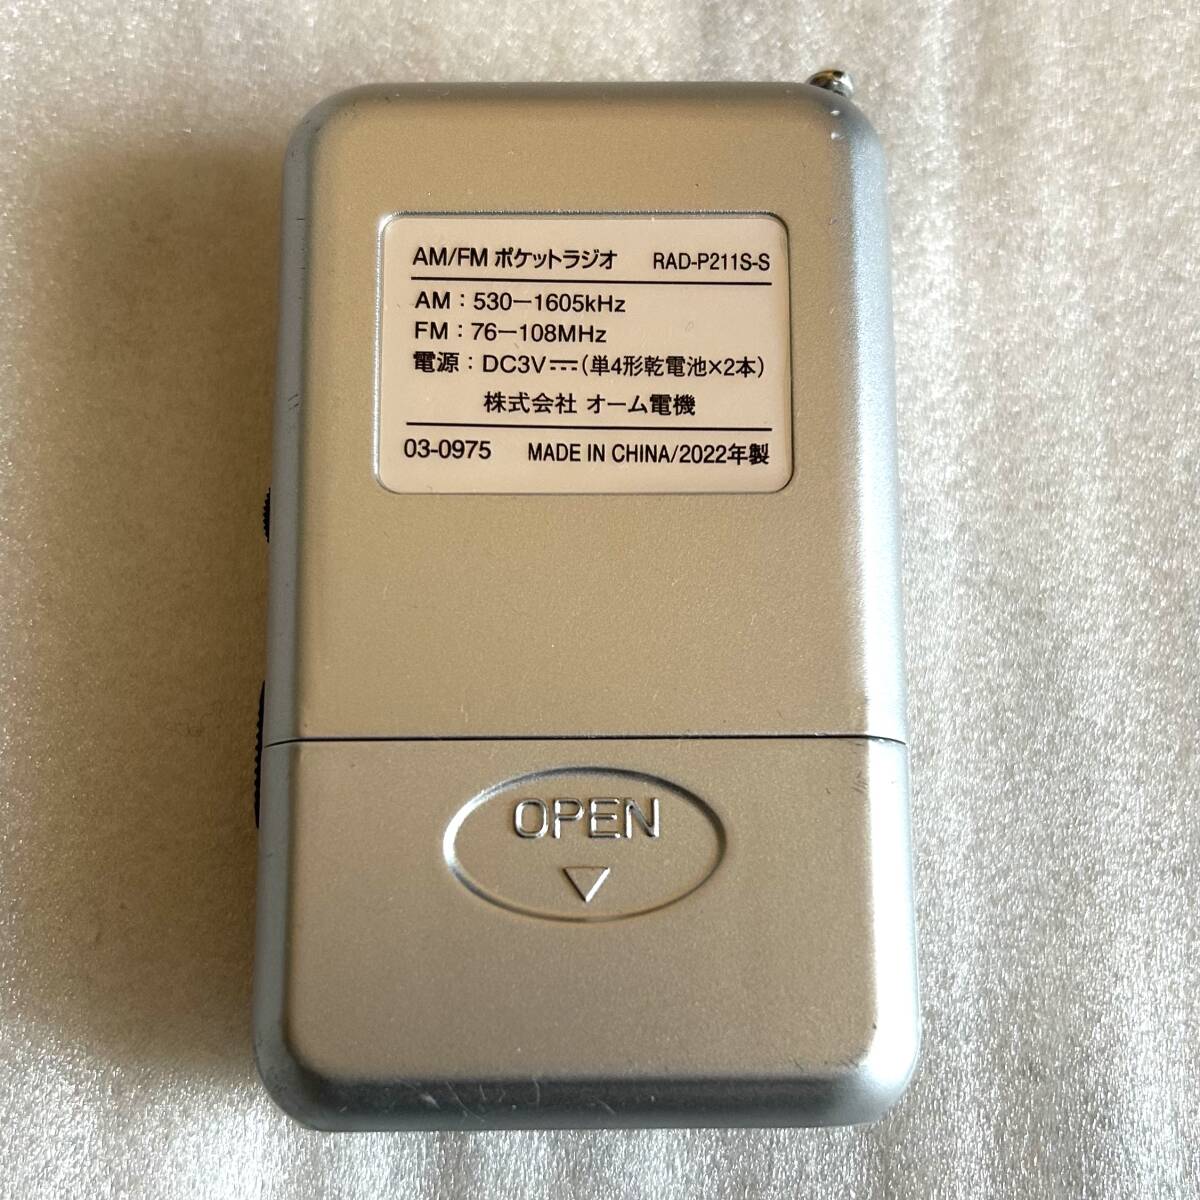 AM/FM ポケットラジオ RAD-P211S-S
AM：530－1605kHz
FM：76－108MHz
電源：DC3V⎓(単4形乾電池×2本)
株式会社 オーム電機
03-0975 MADE IN CHINA/2022年製
OPEN